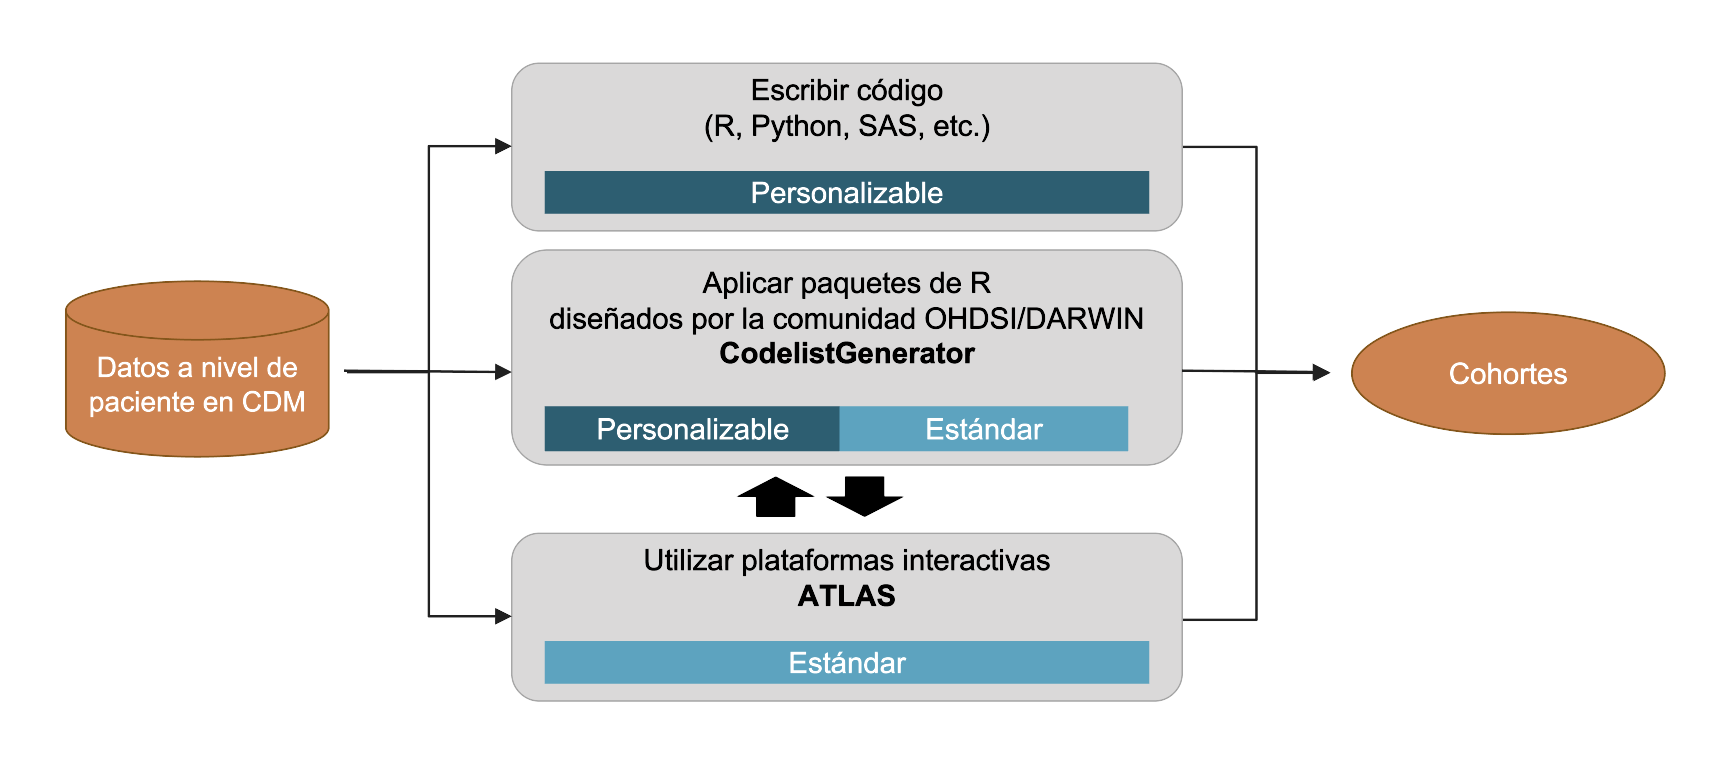 Escribir código
(R, Python, SAS, etc.)
Personalizable
Aplicar paquetes de R
diseñados por la comunidad OHDSI/DARWIN
CodelistGenerator
Personalizable
Estándar
Datos a nivel de
paciente en CDM
Cohortes
Utilizar plataformas interactivas
ATLAS
Estándar